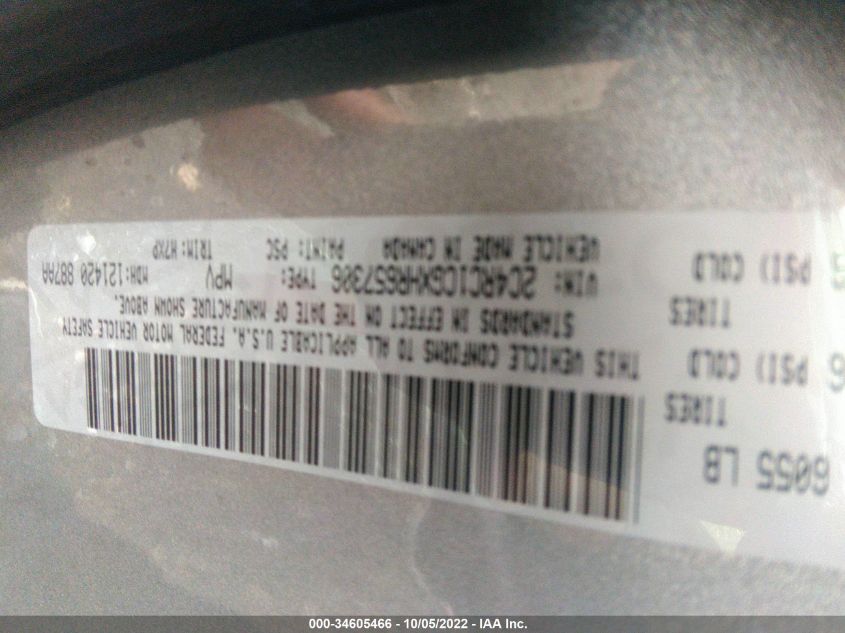 6055 LB
TIRES
PSI) COLD
TIRES
PSI) COLD
THIS VEHICLE CONFORMS TO ALL APPLICABLE U.S.A. FEDERAL MOTOR VEHICLE SAFETY
STANDARDS IN EFFECT ON THE DATE OF MANUFACTURE SHOWN ABOVE.
VIN: 2C4RC1CGXHR657306 TYPE: MPV MDH:121420 887AA
VEHICLE MADE IN CANADA PAINT: PSC TRIM: H7XP
000-34605466 - 10/05/2022 - IAA Inc.